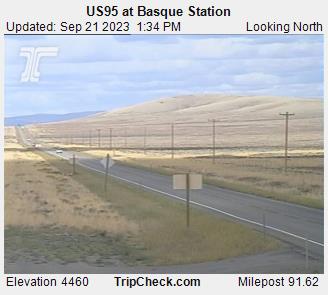 US95 at Basque Station
Updated: Sep 21 2023 1:34 PM Looking North
Elevation 4460 TripCheck.com Milepost 91.62